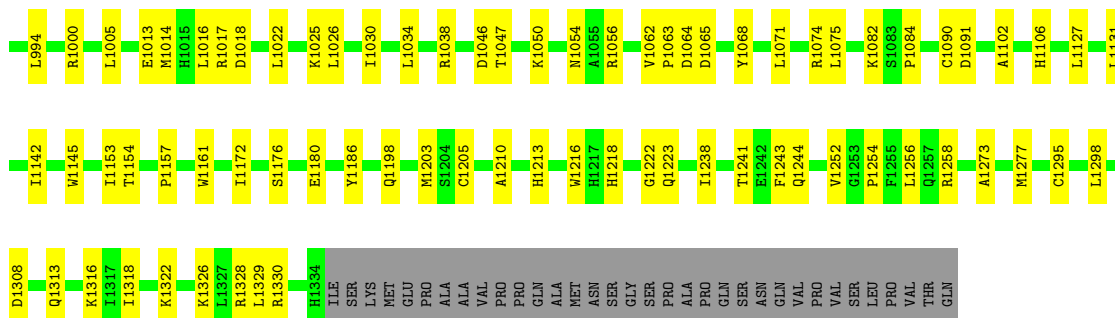 L994 R1000 L1005 E1013 M1014 H1015 L1016 R1017 D1018 L1022 K1025 L1026 I1030 L1034 R1038 D1046 T1047 K1050 N1054 A1055 R1056 V1062 P1063 D1064 D1065 Y1068 L1071 R1074 L1075 K1082 S1083 P1084 C1090 D1091 A1102 H1106 L1127 L1131
I1142 W1145 I1153 T1154 P1157 W1161 I1172 S1176 E1180 Y1186 Q1198 M1203 S1204 C1205 A1210 H1213 W1216 H1217 H1218 G1222 Q1223 I1238 T1241 E1242 F1243 Q1244 V1252 G1253 P1254 F1255 L1256 Q1257 R1258 A1273 M1277 C1295 L1298
D1308 Q1313 K1316 I1317 I1318 K1322 K1326 L1327 R1328 L1329 R1330 H1334 ILE SER LYS MET GLU PRO ALA ALA VAL PRO PRO GLN ALA MET ASN SER GLY SER PRO ALA PRO GLN SER ASN GLN VAL PRO VAL SER LEU PRO VAL THR GLN